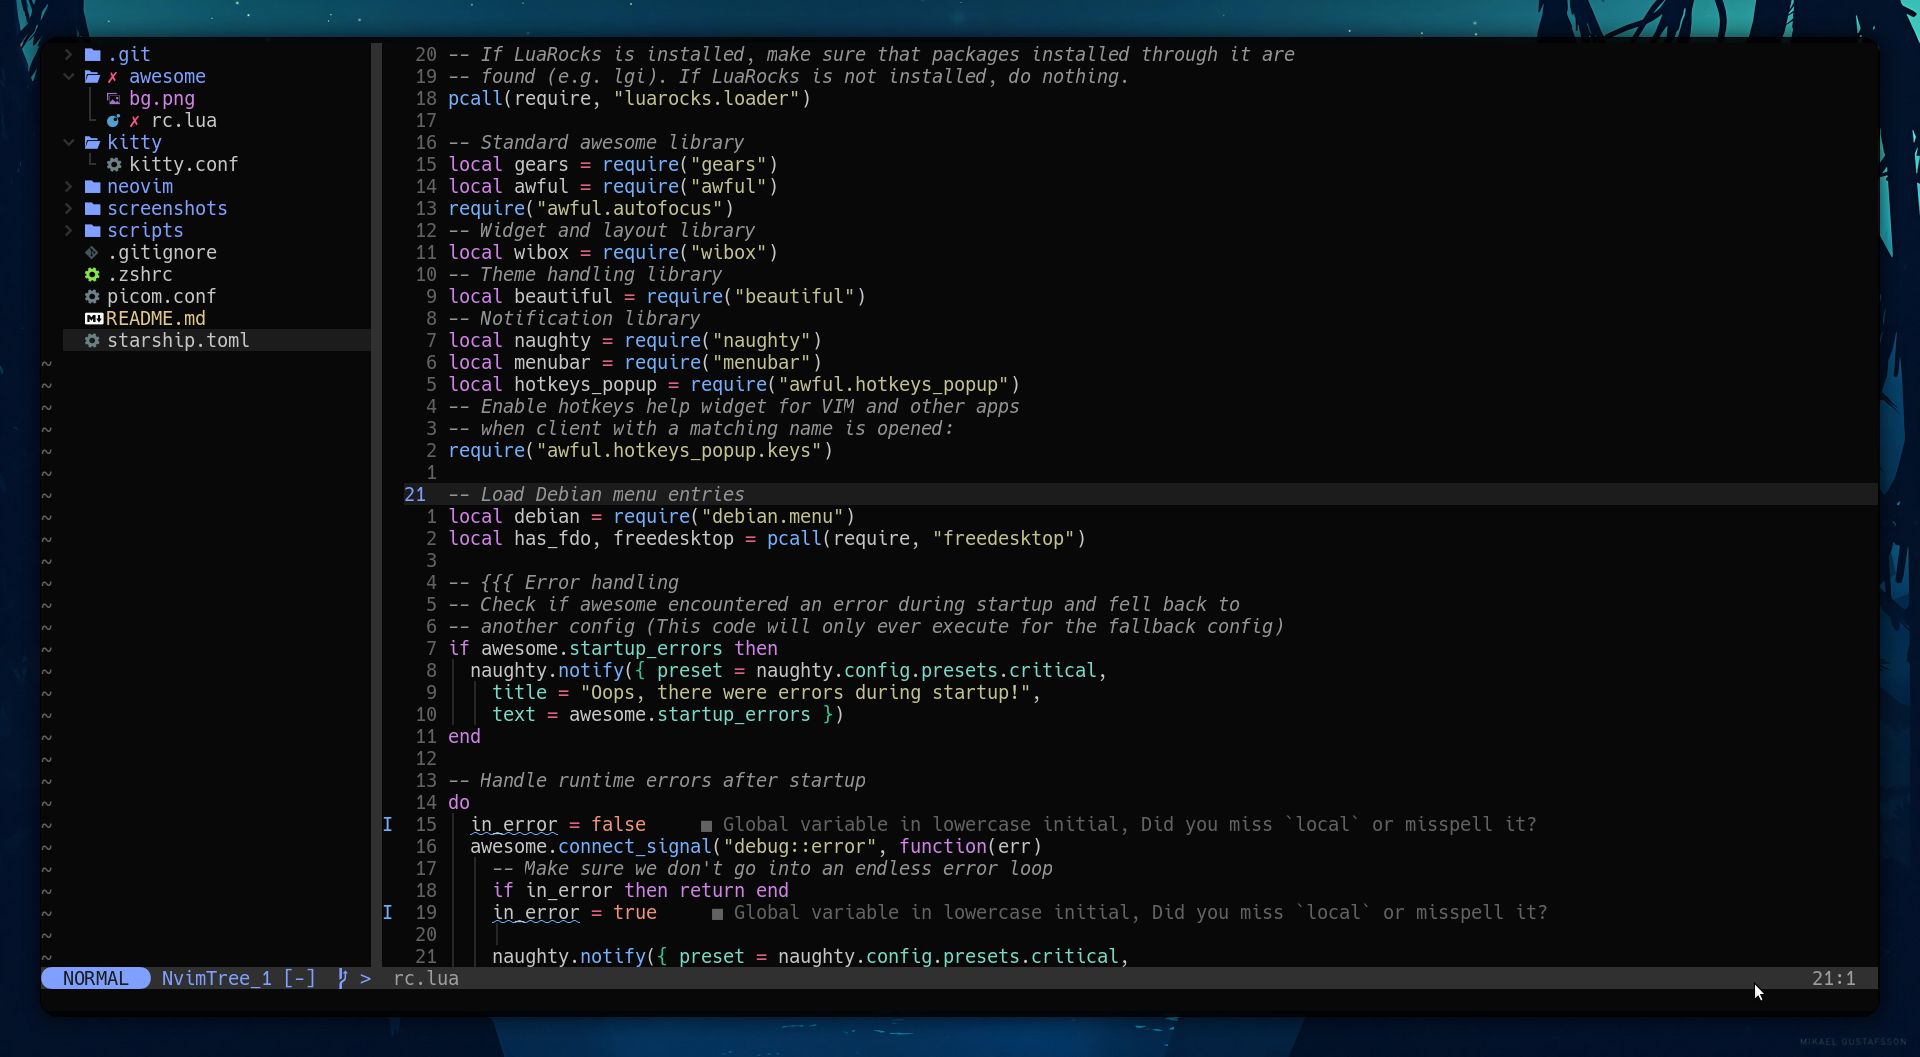 .git
✗ awesome
bg.png
✗ rc.lua
kitty
kitty.conf
neovim
screenshots
scripts
.gitignore
.zshrc
picom.conf
README.md
starship.toml
20 -- If LuaRocks is installed, make sure that packages installed through it are
19 -- found (e.g. lgi). If LuaRocks is not installed, do nothing.
18 pcall(require, "luarocks.loader")
17
16 -- Standard awesome library
15 local gears = require("gears")
14 local awful = require("awful")
13 require("awful.autofocus")
12 -- Widget and layout library
11 local wibox = require("wibox")
10 -- Theme handling library
9 local beautiful = require("beautiful")
8 -- Notification library
7 local naughty = require("naughty")
6 local menubar = require("menubar")
5 local hotkeys_popup = require("awful.hotkeys_popup")
4 -- Enable hotkeys help widget for VIM and other apps
3 -- when client with a matching name is opened:
2 require("awful.hotkeys_popup.keys")
1
21 -- Load Debian menu entries
1 local debian = require("debian.menu")
2 local has_fdo, freedesktop = pcall(require, "freedesktop")
3
4 -- {{{ Error handling
5 -- Check if awesome encountered an error during startup and fell back to
6 -- another config (This code will only ever execute for the fallback config)
7 if awesome.startup_errors then
8 naughty.notify({ preset = naughty.config.presets.critical,
9 title = "Oops, there were errors during startup!",
10 text = awesome.startup_errors })
11 end
12
13 -- Handle runtime errors after startup
14 do
I 15 in_error = false ■ Global variable in lowercase initial, Did you miss `local` or misspell it?
16 awesome.connect_signal("debug::error", function(err)
17 -- Make sure we don't go into an endless error loop
18 if in_error then return end
I 19 in_error = true ■ Global variable in lowercase initial, Did you miss `local` or misspell it?
20
21 naughty.notify({ preset = naughty.config.presets.critical,
NORMAL NvimTree_1 [-] > rc.lua 21:1
MIKAEL GUSTAFSSON